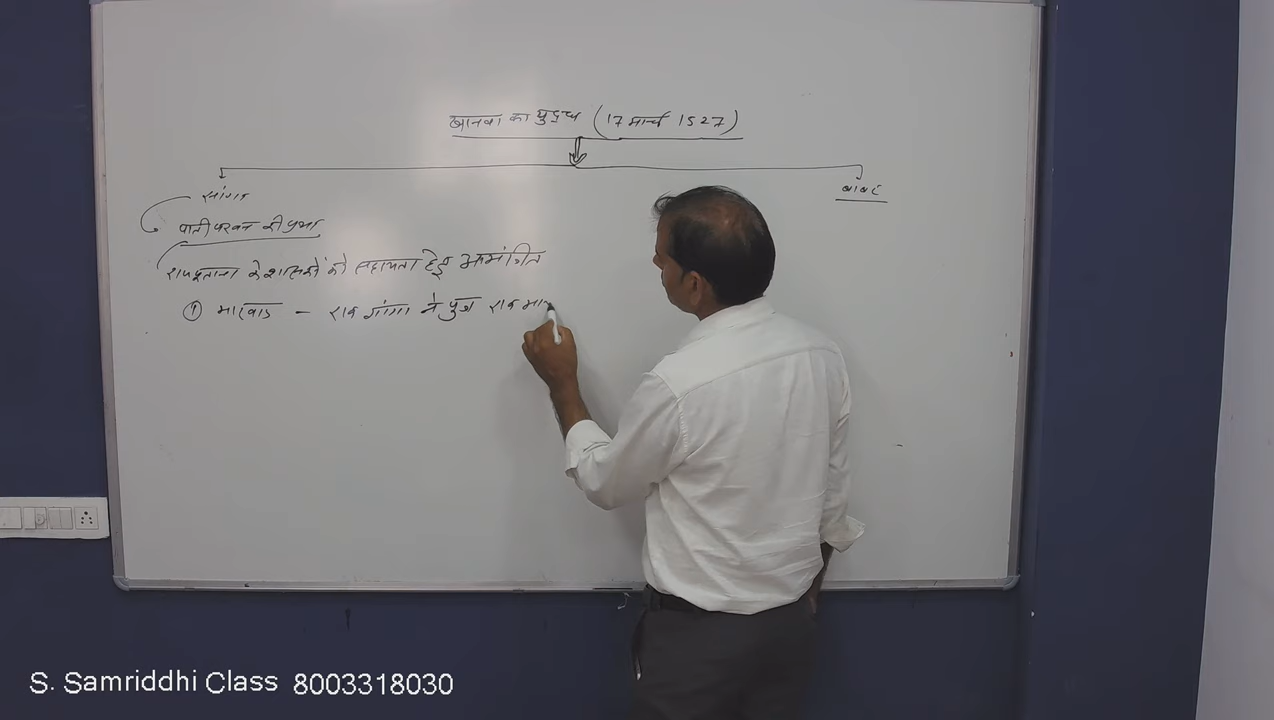 खानवा का युद्ध (17 मार्च 1527)
सांगा
बाबर
पाती परवन की प्रथा
राजपूताना के शासकों को सहायता हेतु आमंत्रित
① मारवाड़ - राव गांगा ने पुत्र राव मा
S. Samriddhi Class 8003318030